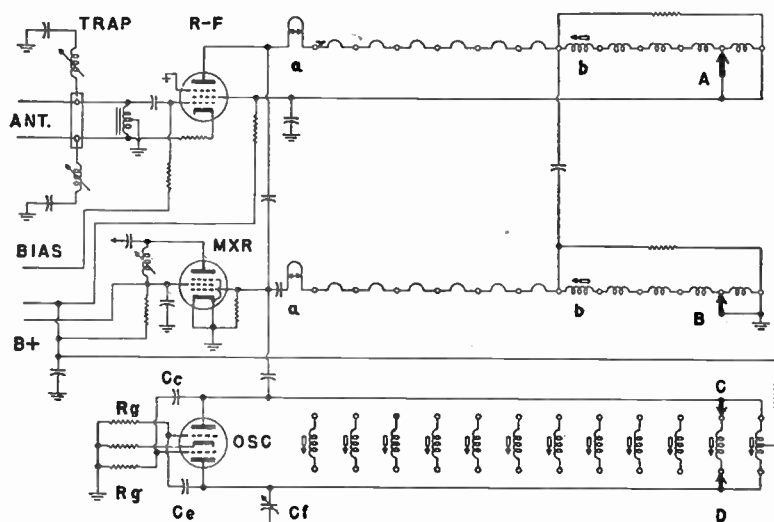 TRAP
R-F
a
b
A
ANT.
+
BIAS
MXR
a
b
B
B+
Cc
C
Rg
OSC
Rg
Ce
Cf
D